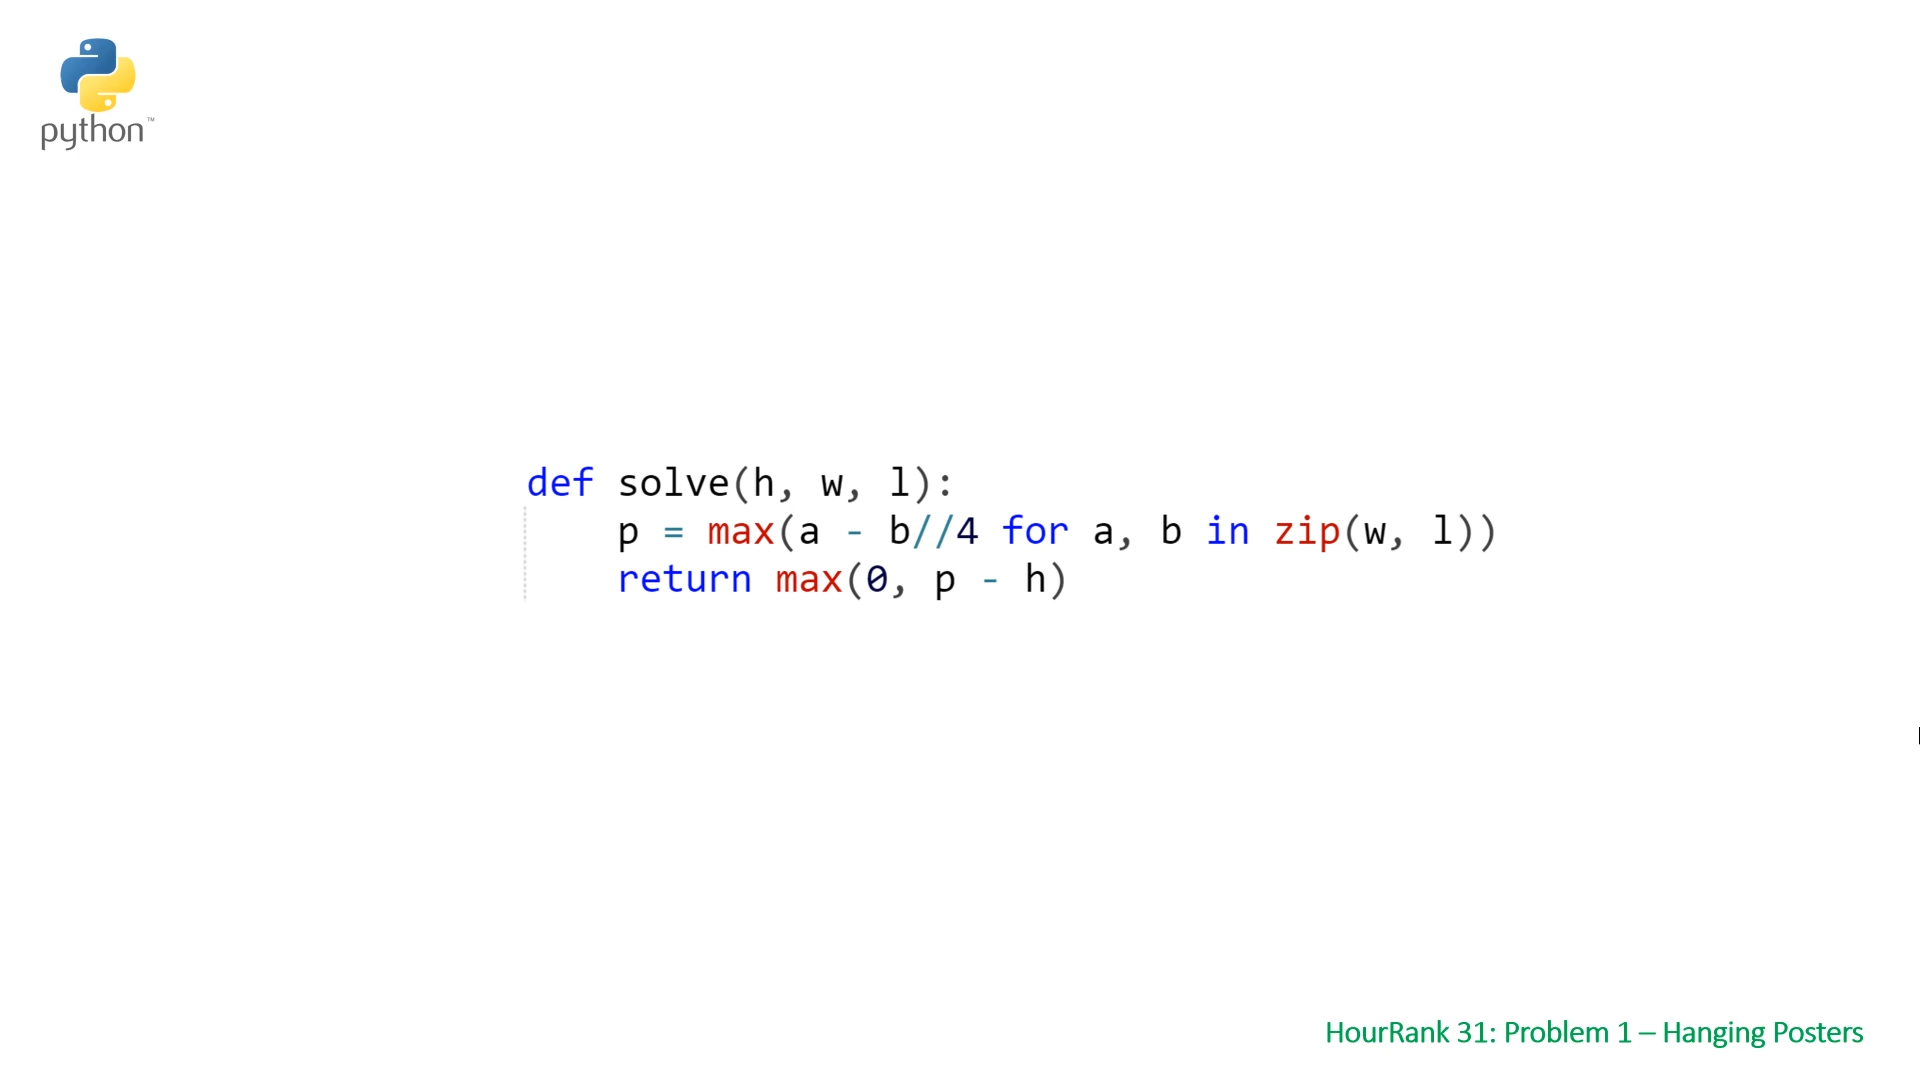 python™
def solve(h, w, l):
    p = max(a - b//4 for a, b in zip(w, l))
    return max(0, p - h)
HourRank 31: Problem 1 – Hanging Posters